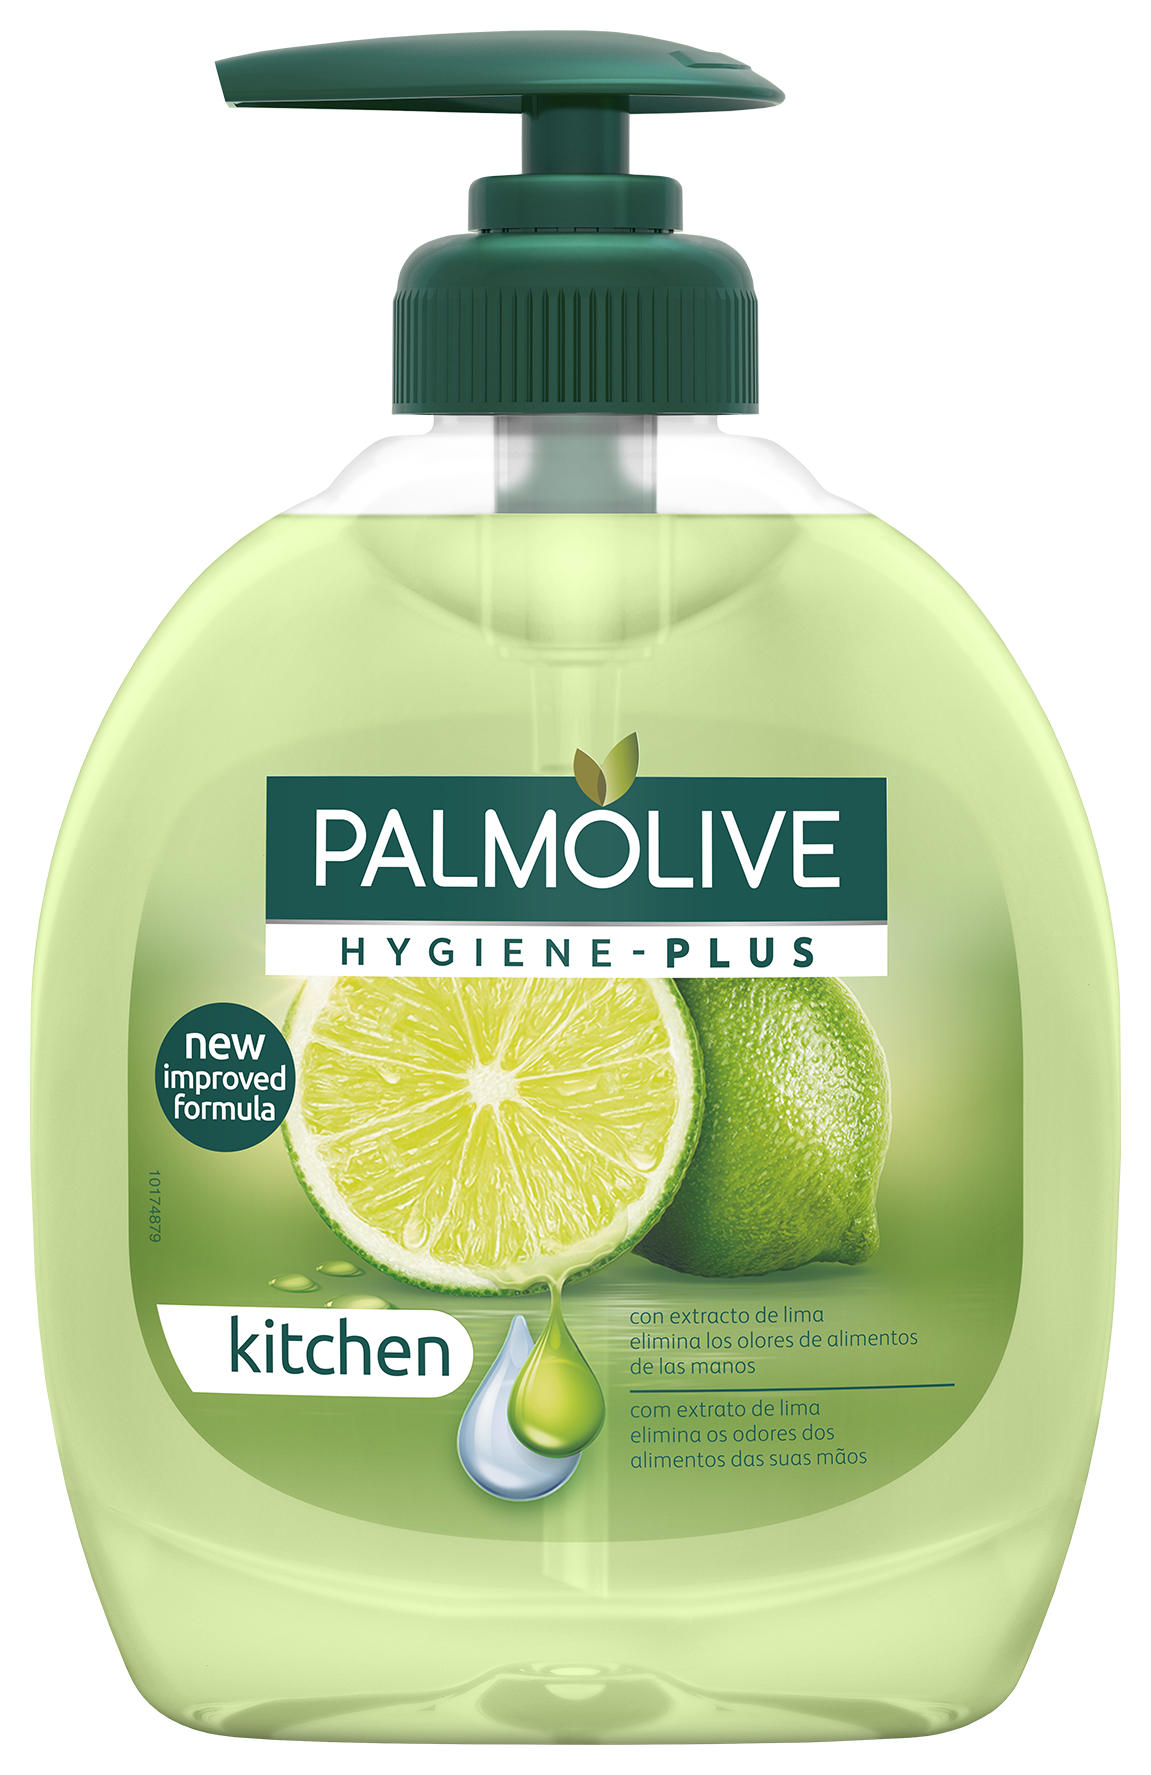 PALMOLIVE
HYGIENE-PLUS
new
improved
formula
10174879
kitchen
con extracto de lima
elimina los olores de alimentos
de las manos
com extrato de lima
elimina os odores dos
alimentos das suas mãos